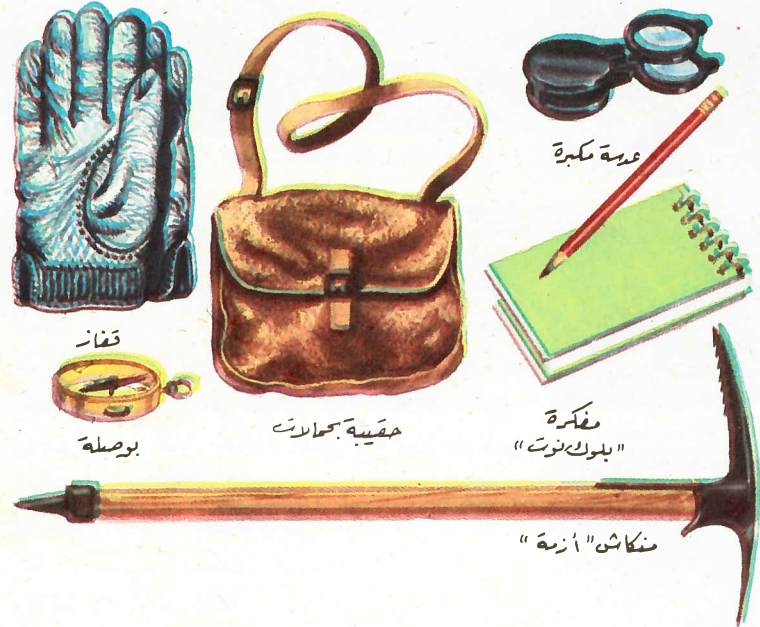 عدسة مكبرة
قفاز
مفكرة
"بلوك نوت"
حقيبة بحمالات
بوصلة
منكاش "أزمة"